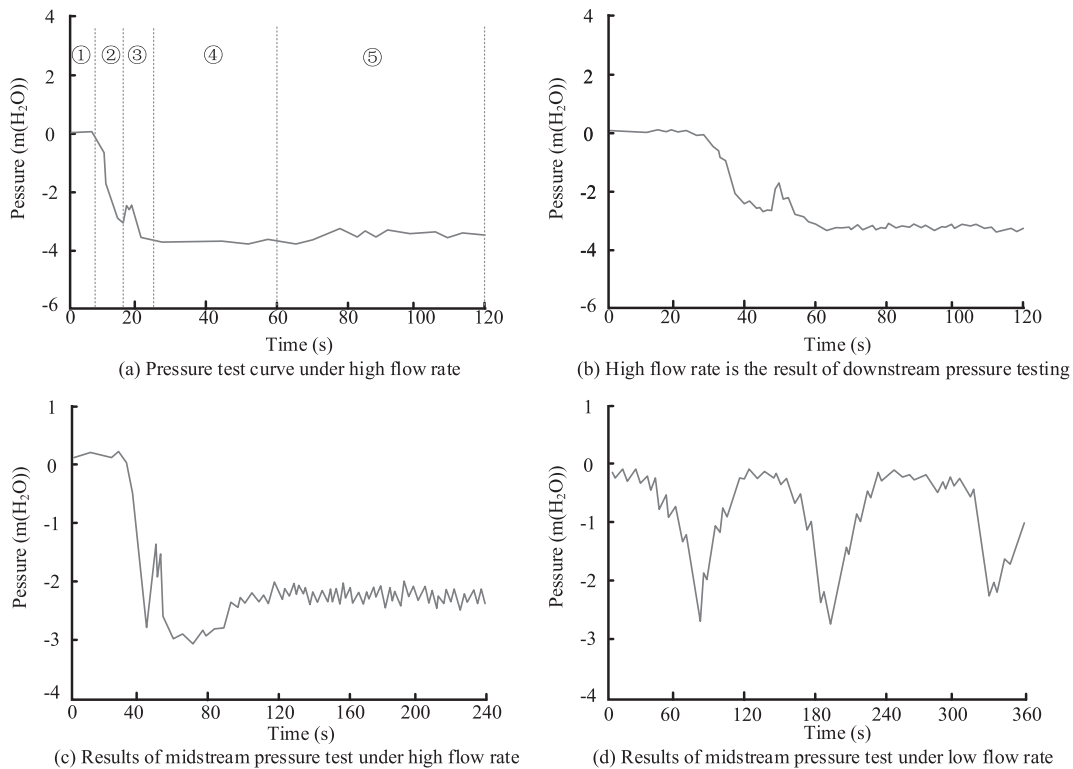 4
2
0
-2
-4
-6
Pessure (m(H₂O))
① ② ③ ④ ⑤
0 20 40 60 80 100 120
Time (s)
(a) Pressure test curve under high flow rate
4
2
0
-2
-4
-6
Pessure (m(H₂O))
0 20 40 60 80 100 120
Time (s)
(b) High flow rate is the result of downstream pressure testing
1
0
-1
-2
-3
-4
Pessure (m(H₂O))
0 40 80 120 160 200 240
Time (s)
(c) Results of midstream pressure test under high flow rate
1
0
-1
-2
-3
-4
Pessure (m(H₂O))
0 60 120 180 240 300 360
Time (s)
(d) Results of midstream pressure test under low flow rate